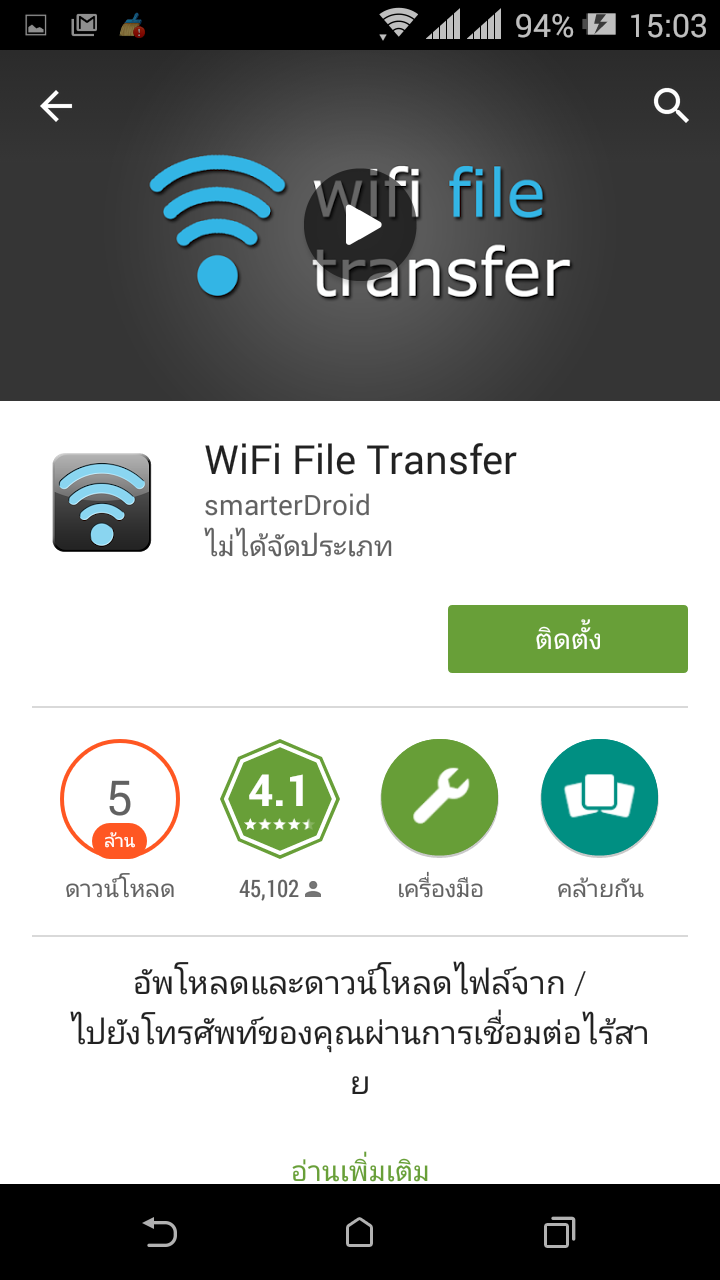 94% 15:03
wifi file
transfer
WiFi File Transfer
smarterDroid
ไม่ได้จัดประเภท
ติดตั้ง
5
ล้าน
ดาวน์โหลด
4.1
45,102
เครื่องมือ
คล้ายกัน
อัพโหลดและดาวน์โหลดไฟล์จาก /
ไปยังโทรศัพท์ของคุณผ่านการเชื่อมต่อไร้สา
ย
อ่านเพิ่มเติม